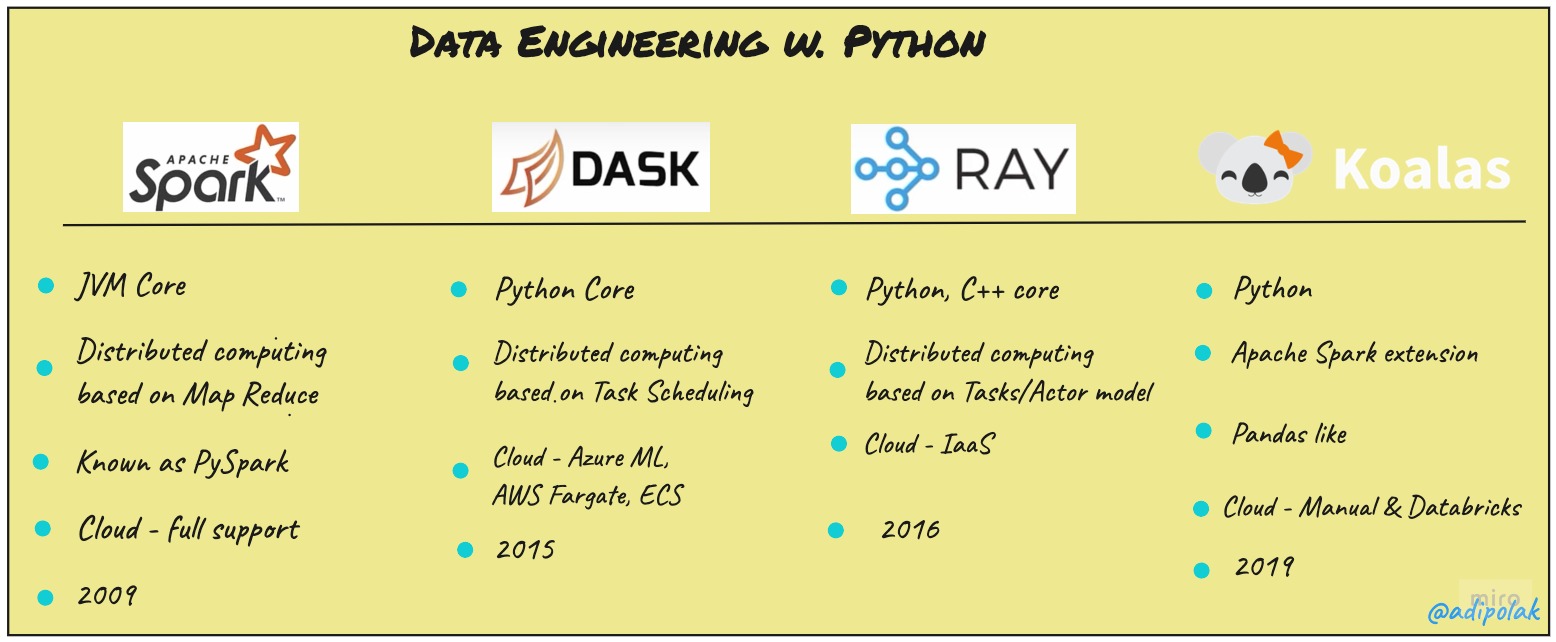 Data Engineering w. Python
APACHE
Spark™
DASK
RAY
Koalas
JVM Core
Distributed computing
based on Map Reduce
Known as PySpark
Cloud - full support
2009
Python Core
Distributed computing
based.on Task Scheduling
Cloud - Azure ML,
AWS Fargate, ECS
2015
Python, C++ core
Distributed computing
based on Tasks/Actor model
Cloud - IaaS
2016
Python
Apache Spark extension
Pandas like
Cloud - Manual & Databricks
2019
miro
@adipolak